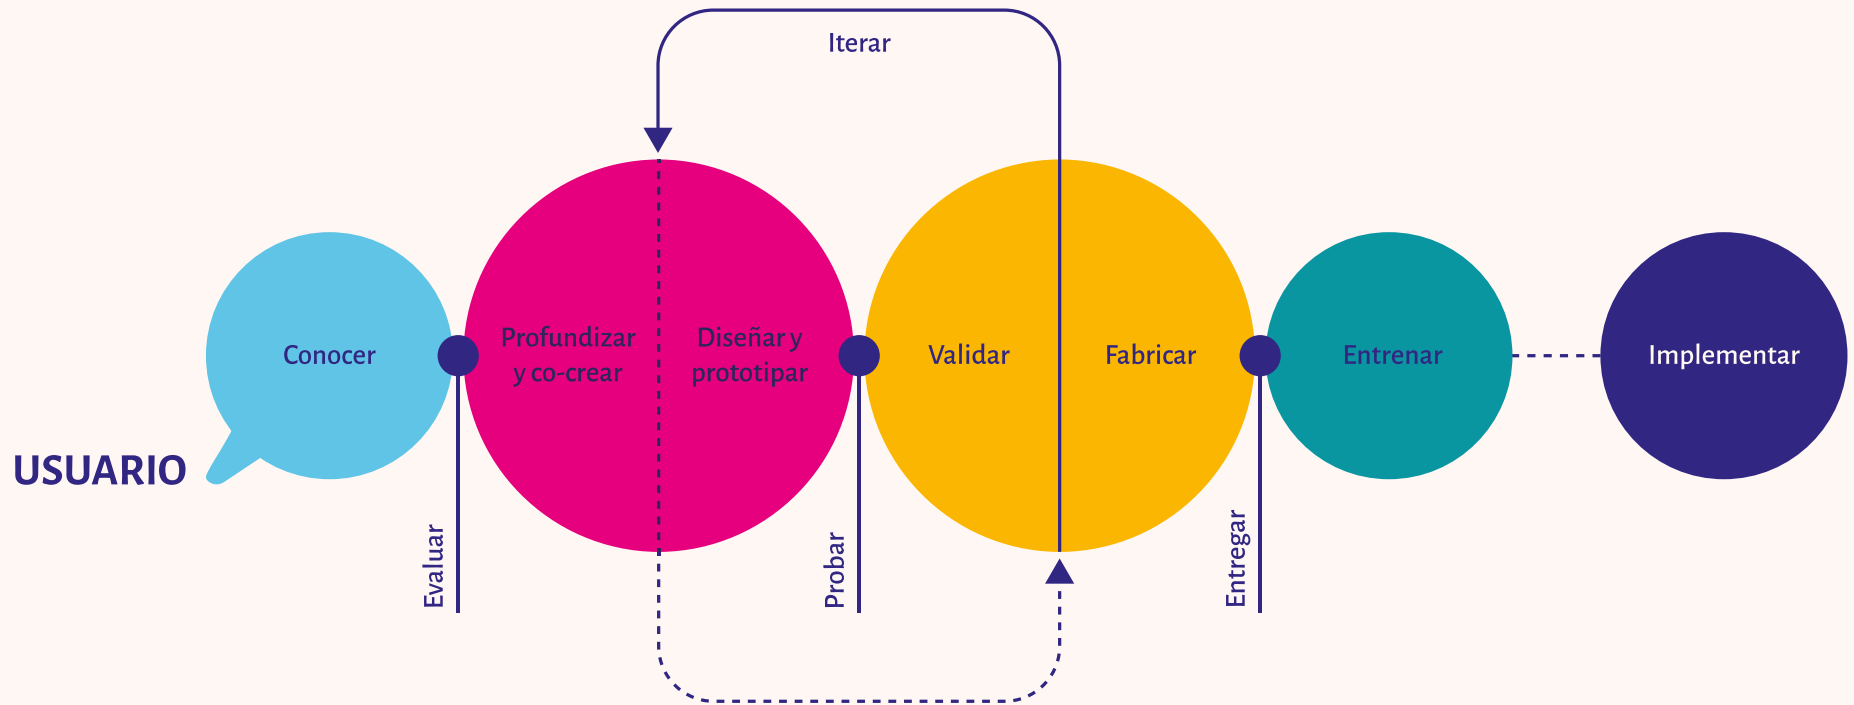 Iterar
USUARIO
Conocer
Evaluar
Profundizar
y co-crear
Diseñar y
prototipar
Probar
Validar
Fabricar
Entregar
Entrenar
Implementar